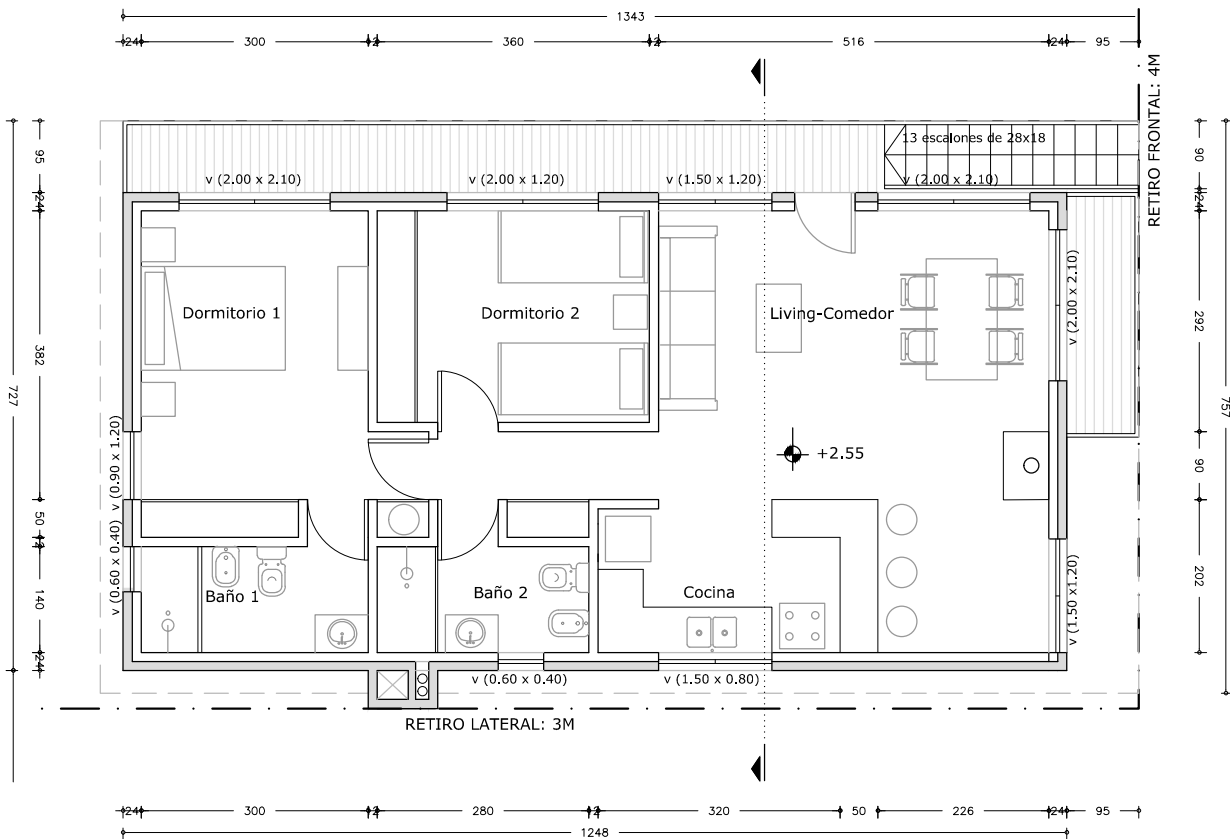 1343
24 300 12 360 12 516 24 95
13 escalones de 28x18
v (2.00 x 2.10) v (2.00 x 1.20) v (1.50 x 1.20) v (2.00 x 2.10)
RETIRO FRONTAL: 4M
95
24
382
50
12
140
24
727
90
24
292
90
202
757
Dormitorio 1 Dormitorio 2 Living-Comedor
v (2.00 x 2.10)
+2.55
v (0.90 x 1.20)
v (0.60 x 0.40)
Baño 1 Baño 2 Cocina
v (1.50 x1.20)
v (0.60 x 0.40) v (1.50 x 0.80)
RETIRO LATERAL: 3M
24 300 12 280 12 320 50 226 24 95
1248